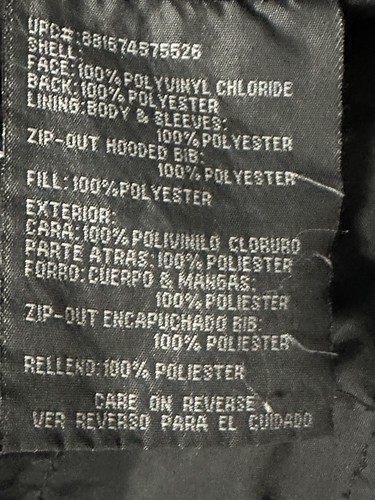 UPC#:881674575526
SHELL:
FACE:100% POLYVINYL CHLORIDE
BACK:100% POLYESTER
LINING:BODY & SLEEVES:
100% POLYESTER
ZIP-OUT HOODED BIB:
100% POLYESTER
FILL:100% POLYESTER
EXTERIOR:
CARA:100% POLIVINILO CLORURO
PARTE ATRAS:100% POLIESTER
FORRO:CUERPO & MANGAS:
100% POLIESTER
ZIP-OUT ENCAPUCHADO BIB:
100% POLIESTER
RELLENO:100% POLIESTER
CARE ON REVERSE
VER REVERSO PARA EL CUIDADO